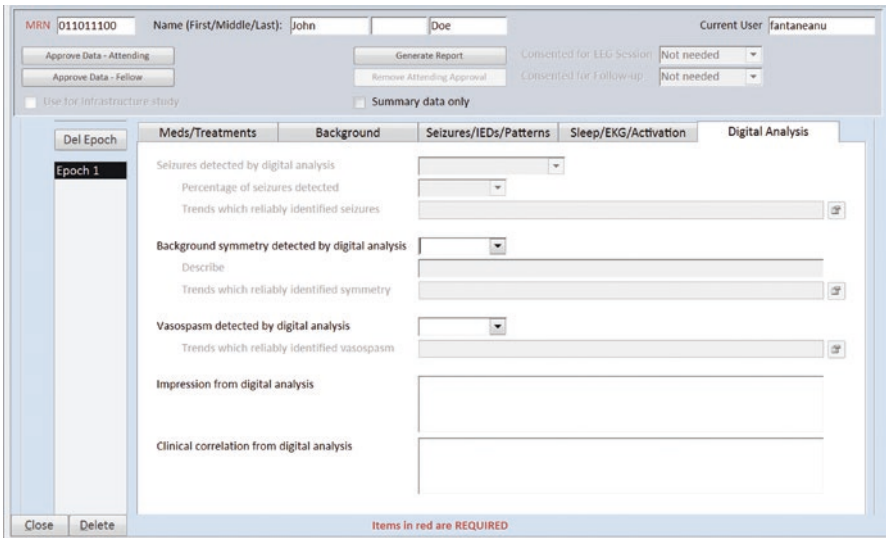 MRN 011011100 Name (First/Middle/Last): John Doe Current User fantaneanu
Approve Data - Attending Generate Report Consented for EEG Session Not needed
Approve Data - Fellow Remove Attending Approval Consented for Follow-up Not needed
Use for Infrastructure study Summary data only
Del Epoch Meds/Treatments Background Seizures/IEDs/Patterns Sleep/EKG/Activation Digital Analysis
Epoch 1 Seizures detected by digital analysis
Percentage of seizures detected
Trends which reliably identified seizures
Background symmetry detected by digital analysis
Describe
Trends which reliably identified symmetry
Vasospasm detected by digital analysis
Trends which reliably identified vasospasm
Impression from digital analysis
Clinical correlation from digital analysis
Close Delete Items in red are REQUIRED